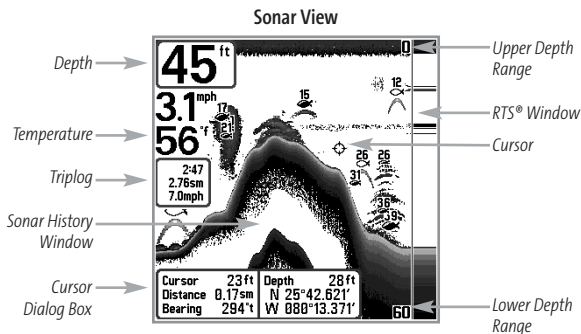 Sonar View
45 ft
3.1 mph
56 °f
2:47
2.76sm
7.0mph
17
21
15
12
0
26
26
31
36
39
60
Cursor 23ft
Distance 0.17sm
Bearing 294°t
Depth 28ft
N 25°42.621'
W 080°13.371'
Depth
Temperature
Triplog
Sonar History
Window
Cursor
Dialog Box
Upper Depth
Range
RTS® Window
Cursor
Lower Depth
Range